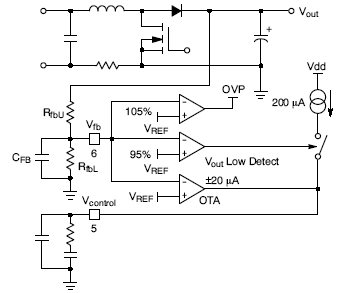 Vout
+
Vdd
OVP
105%
− +
200 µA
RfbU
Vfb
VREF
6
95%
− +
Vout Low Detect
CFB
RfbL
VREF
±20 µA
VREF
− +
OTA
Vcontrol
5